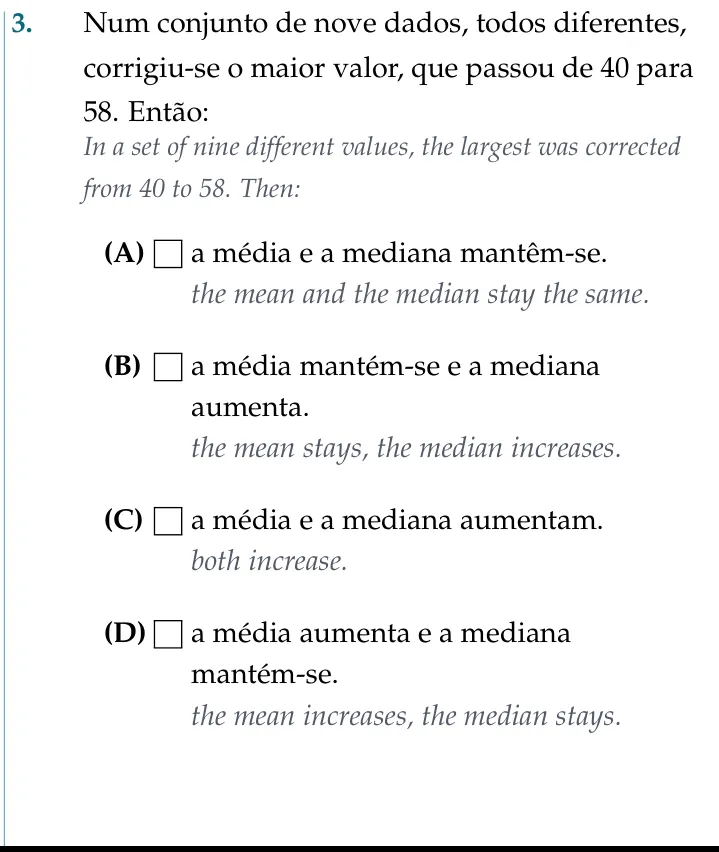 3. Num conjunto de nove dados, todos diferentes,
corrigiu-se o maior valor, que passou de 40 para
58. Então:
In a set of nine different values, the largest was corrected
from 40 to 58. Then:
(A) □ a média e a mediana mantêm-se.
the mean and the median stay the same.
(B) □ a média mantém-se e a mediana
aumenta.
the mean stays, the median increases.
(C) □ a média e a mediana aumentam.
both increase.
(D) □ a média aumenta e a mediana
mantém-se.
the mean increases, the median stays.